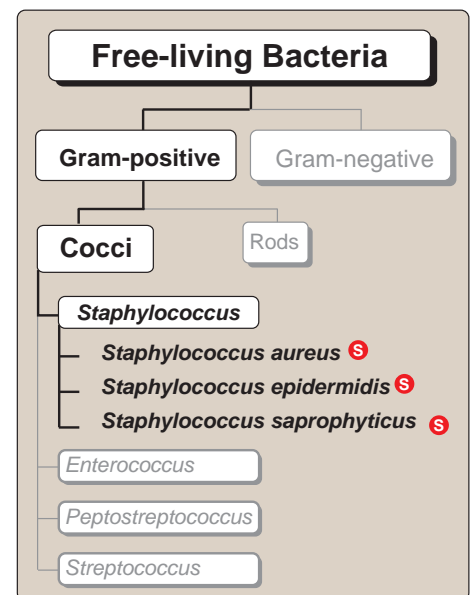 Free-living Bacteria
Gram-positive
Gram-negative
Cocci
Rods
Staphylococcus
Staphylococcus aureus S
Staphylococcus epidermidis S
Staphylococcus saprophyticus S
Enterococcus
Peptostreptococcus
Streptococcus